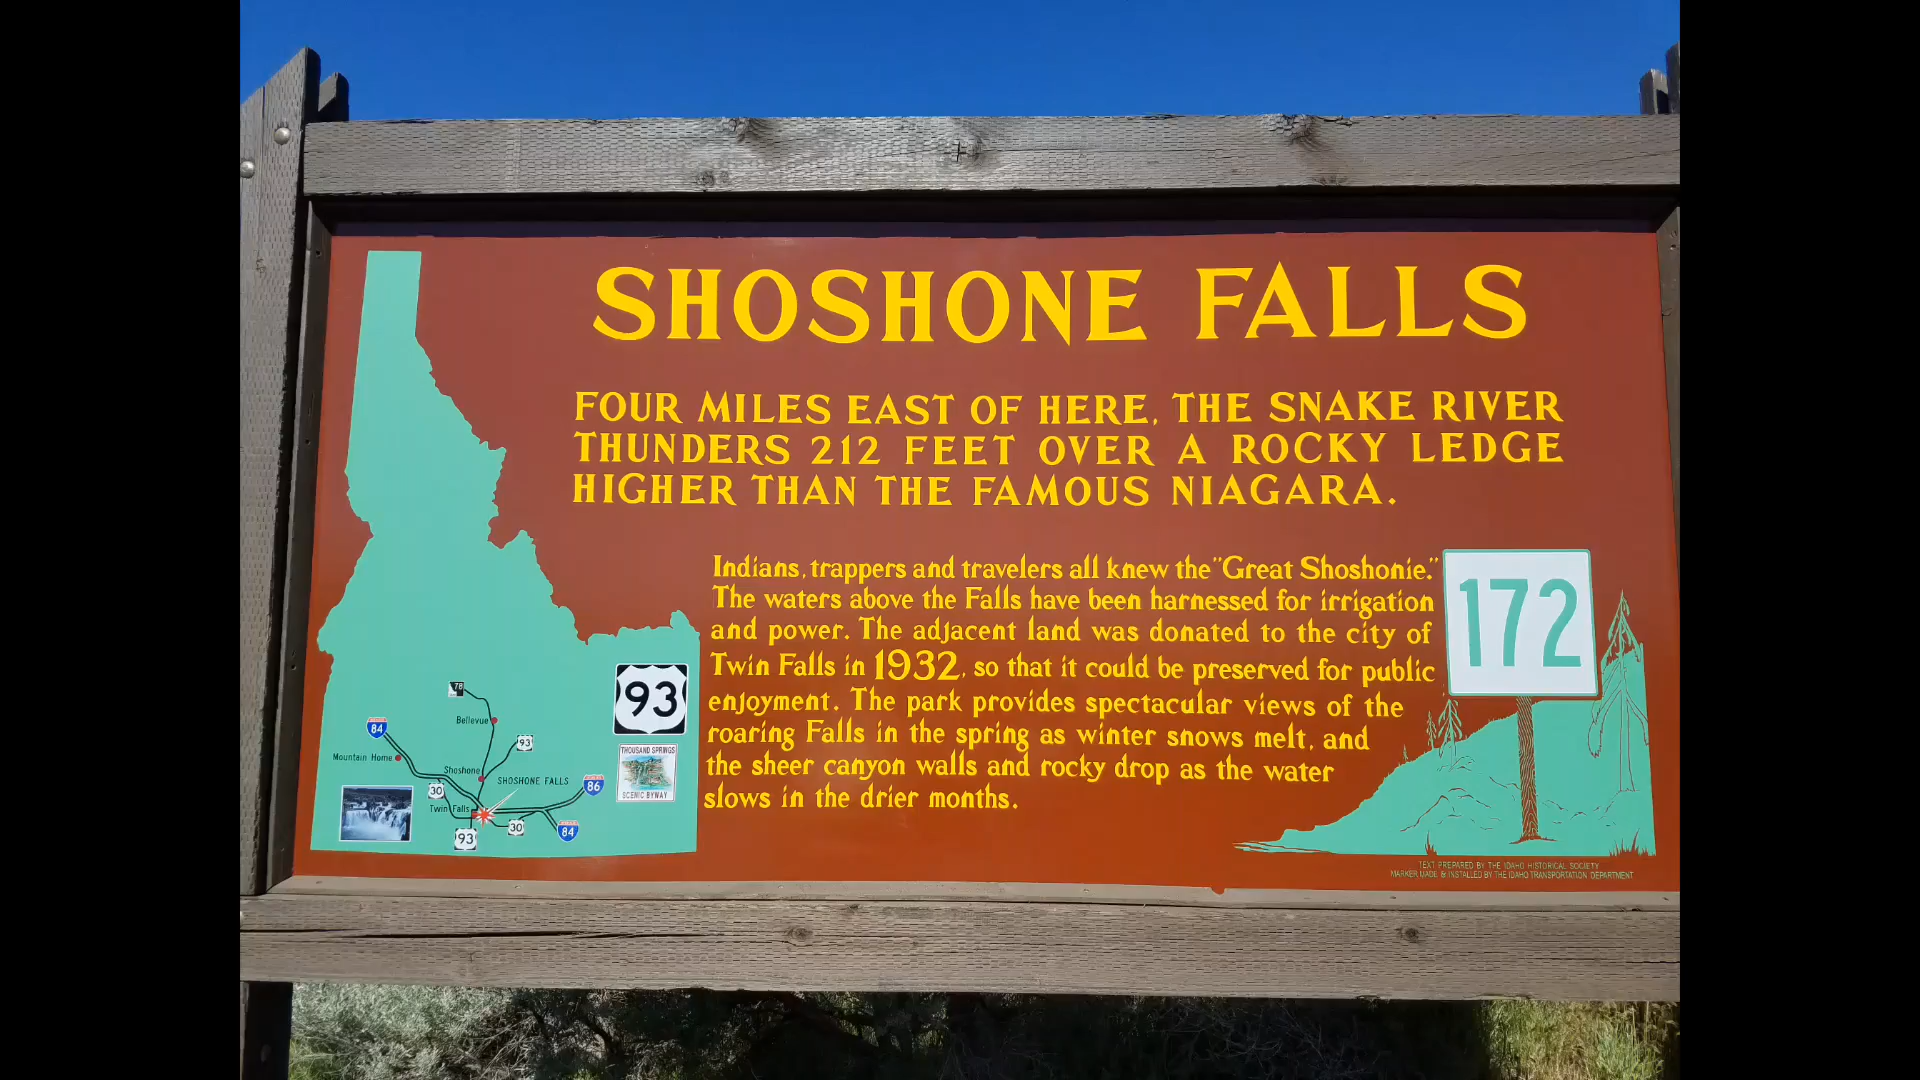 SHOSHONE FALLS
FOUR MILES EAST OF HERE, THE SNAKE RIVER
THUNDERS 212 FEET OVER A ROCKY LEDGE
HIGHER THAN THE FAMOUS NIAGARA.
Indians, trappers and travelers all knew the "Great Shoshonie."
The waters above the Falls have been harnessed for irrigation
and power. The adjacent land was donated to the city of
Twin Falls in 1932, so that it could be preserved for public
enjoyment. The park provides spectacular views of the
roaring Falls in the spring as winter snows melt, and
the sheer canyon walls and rocky drop as the water
slows in the drier months.
172
93
THOUSAND SPRINGS
SCENIC BYWAY
Bellevue
84
93
Mountain Home
Shoshone
SHOSHONE FALLS
86
30
Twin Falls
93
30
84
TEXT PREPARED BY THE IDAHO HISTORICAL SOCIETY
MARKER MADE & INSTALLED BY THE IDAHO TRANSPORTATION DEPARTMENT